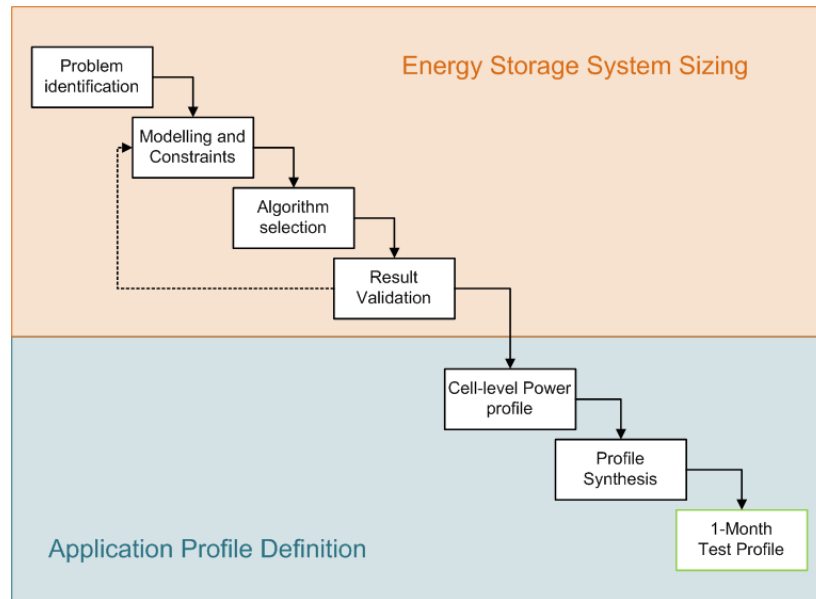 Energy Storage System Sizing
Problem
identification
Modelling and
Constraints
Algorithm
selection
Result
Validation
Cell-level Power
profile
Profile
Synthesis
1-Month
Test Profile
Application Profile Definition